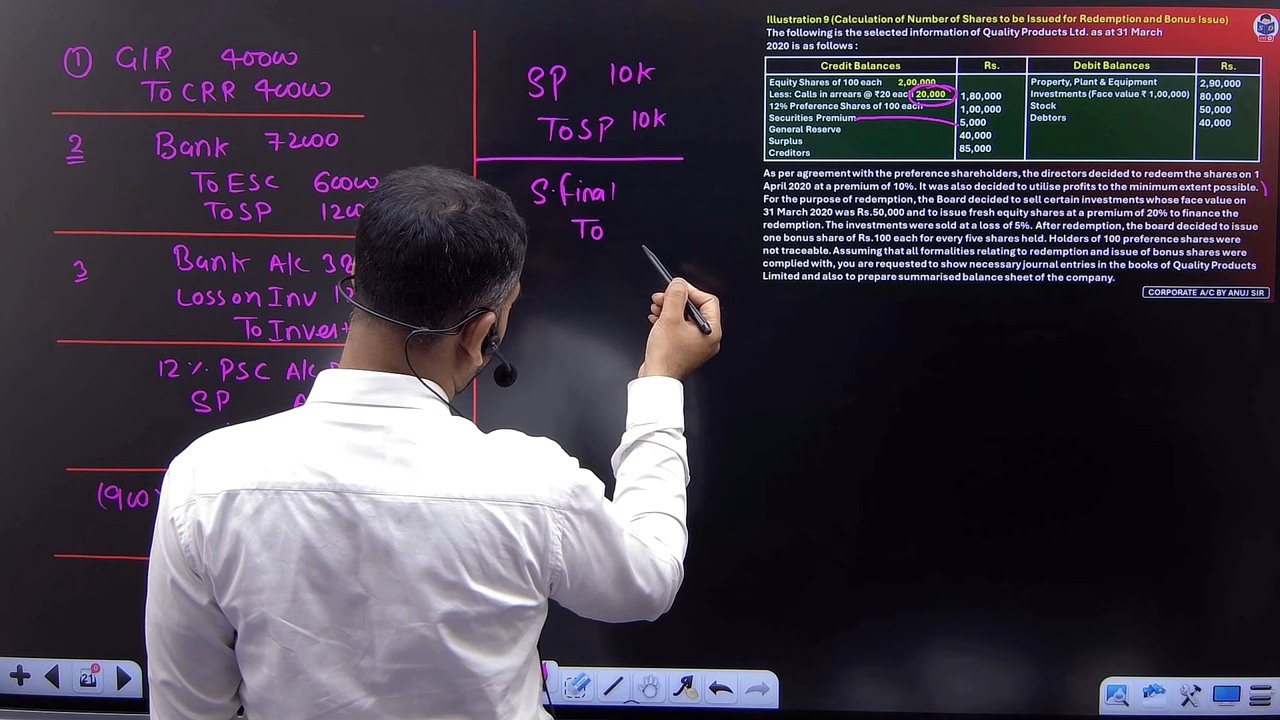 ① GIR 40000
To CRR 40000
2 Bank 72000
To ESC 60000
To SP
3 Bank A/c
Loss on Inv
To Invest
12% PSC A/c
SP
(900
SP 10K
To SP 10K
S. final
To
Illustration 9 (Calculation of Number of Shares to be Issued for Redemption and Bonus Issue)
The following is the selected information of Quality Products Ltd. as at 31 March
2020 is as follows :
Credit Balances Rs. Debit Balances Rs.
Equity Shares of 100 each 2,00,000 Property, Plant & Equipment 2,90,000
Less: Calls in arrears @ ₹20 each 20,000 1,80,000 Investments (Face value ₹ 1,00,000) 80,000
12% Preference Shares of 100 each 1,00,000 Stock 50,000
Securities Premium 5,000 Debtors 40,000
General Reserve 40,000
Surplus 85,000
Creditors
As per agreement with the preference shareholders, the directors decided to redeem the shares on 1
April 2020 at a premium of 10%. It was also decided to utilise profits to the minimum extent possible.
For the purpose of redemption, the Board decided to sell certain investments whose face value on
31 March 2020 was Rs.50,000 and to issue fresh equity shares at a premium of 20% to finance the
redemption. The investments were sold at a loss of 5%. After redemption, the board decided to issue
one bonus share of Rs.100 each for every five shares held. Holders of 100 preference shares were
not traceable. Assuming that all formalities relating to redemption and issue of bonus shares were
complied with, you are requested to show necessary journal entries in the books of Quality Products
Limited and also to prepare summarised balance sheet of the company.
CORPORATE A/C BY ANUJ SIR
21